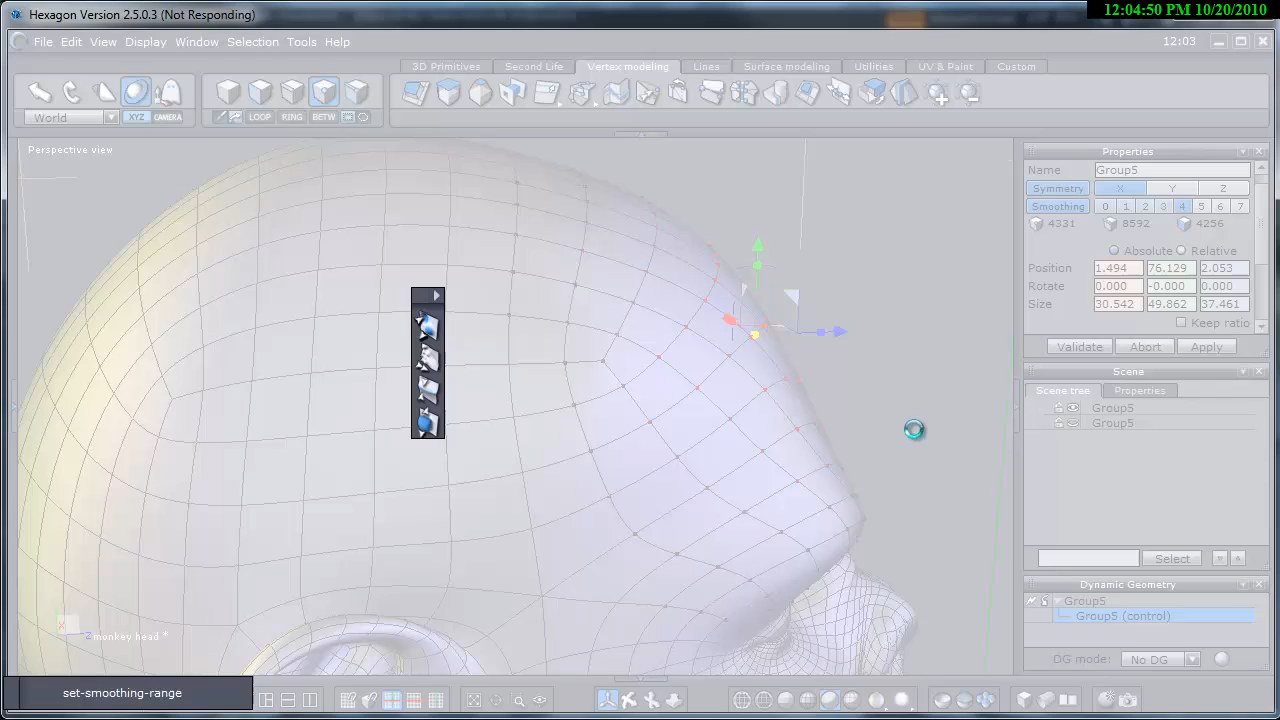 Hexagon Version 2.5.0.3 (Not Responding)
12:04:50 PM 10/20/2010
File Edit View Display Window Selection Tools Help
12:03
3D Primitives Second Life Vertex modeling Lines Surface modeling Utilities UV & Paint Custom
World XYZ CAMERA LOOP RING BETW
Perspective view
Properties
Name Group5
Symmetry X Y Z
Smoothing 0 1 2 3 4 5 6 7
4331 8592 4256
Absolute Relative
Position 1.494 76.129 2.053
Rotate 0.000 -0.000 0.000
Size 30.542 49.862 37.461
Keep ratio
Validate Abort Apply
Scene
Scene tree Properties
Group5
Group5
Select
Dynamic Geometry
Group5
Group5 (control)
DG mode: No DG
X
Z
monkey head *
set-smoothing-range